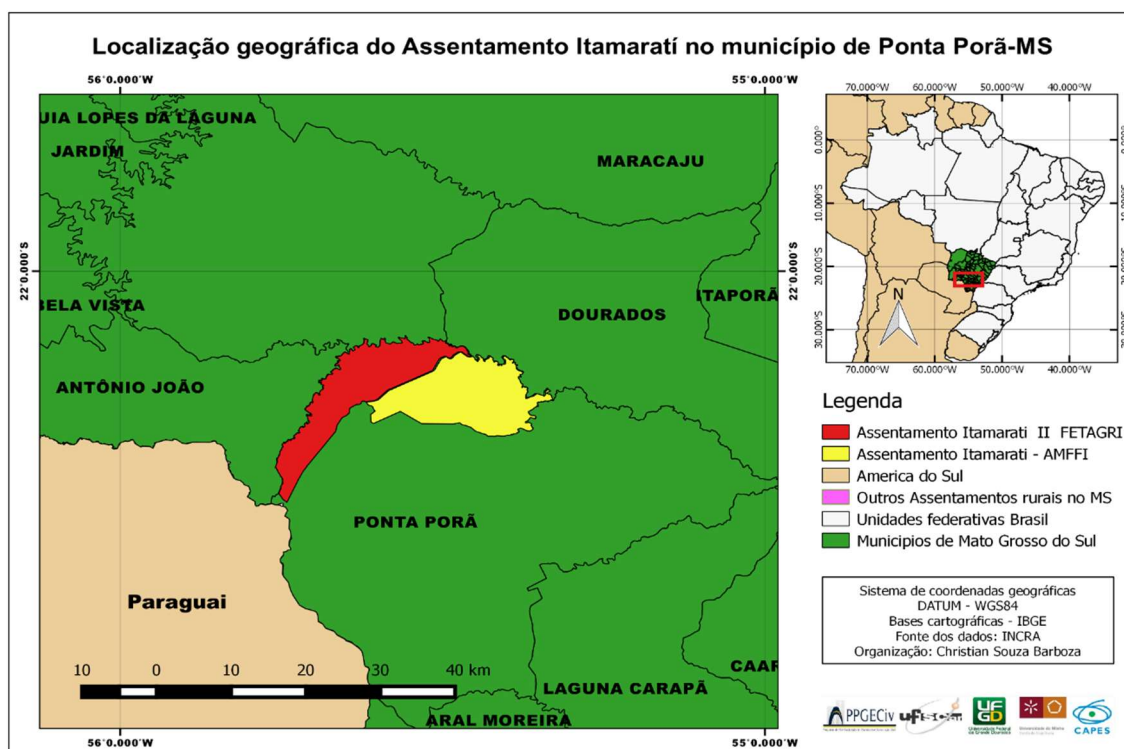 Localização geográfica do Assentamento Itamaratí no município de Ponta Porã-MS
56°0.000'W
55°0.000'W
UIA LOPES DA LAGUNA
JARDIM
MARACAJU
22°0.000'S
22°0.000'S
BELA VISTA
ITAPORÃ
DOURADOS
ANTÔNIO JOÃO
PONTA PORÃ
Paraguai
10 0 10 20 30 40 km
CAAR
LAGUNA CARAPÃ
ARAL MOREIRA
56°0.000'W
55°0.000'W
70.000°W 60.000°W 50.000°W 40.000°W
0.000°
10.000°S
20.000°S
30.000°S
N
70.000°W 60.000°W 50.000°W 40.000°W
Legenda
Assentamento Itamarati II FETAGRI
Assentamento Itamarati - AMFFI
America do Sul
Outros Assentamentos rurais no MS
Unidades federativas Brasil
Municipios de Mato Grosso do Sul
Sistema de coordenadas geográficas
DATUM - WGS84
Bases cartográficas - IBGE
Fonte dos dados: INCRA
Organização: Christian Souza Barboza
PPGECiv
UFGD
CAPES